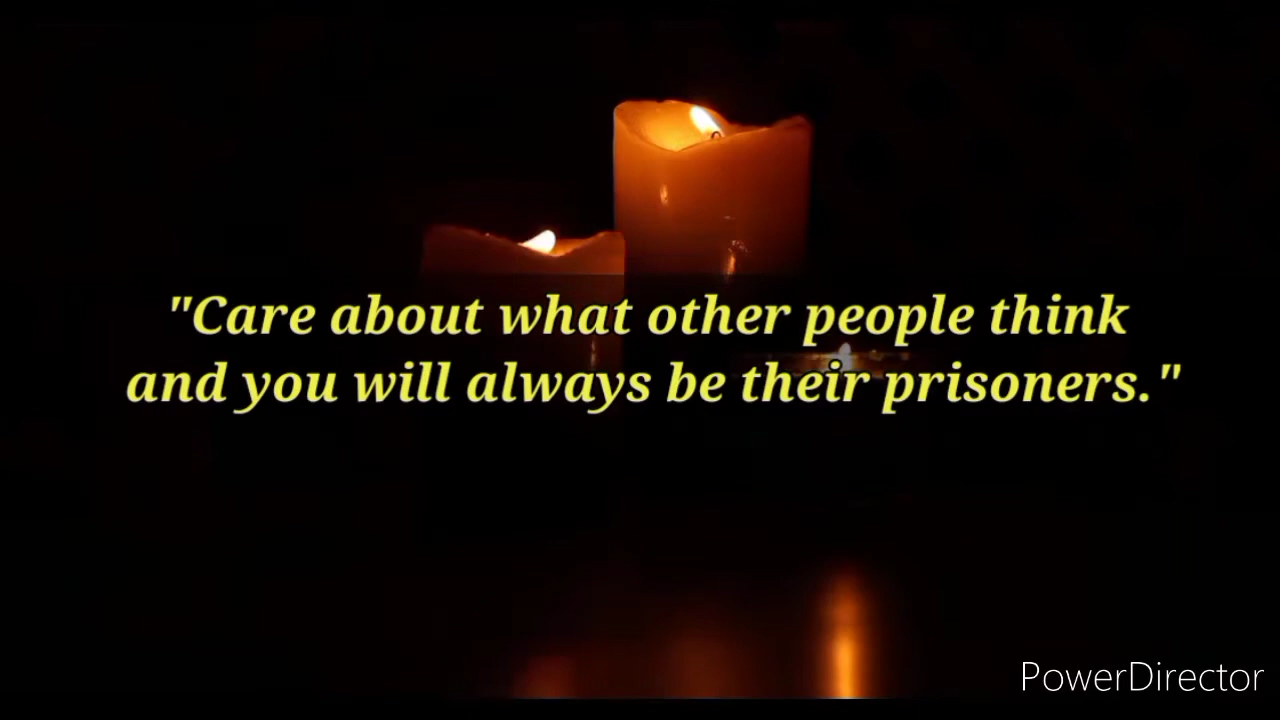 "Care about what other people think
and you will always be their prisoners."
PowerDirector